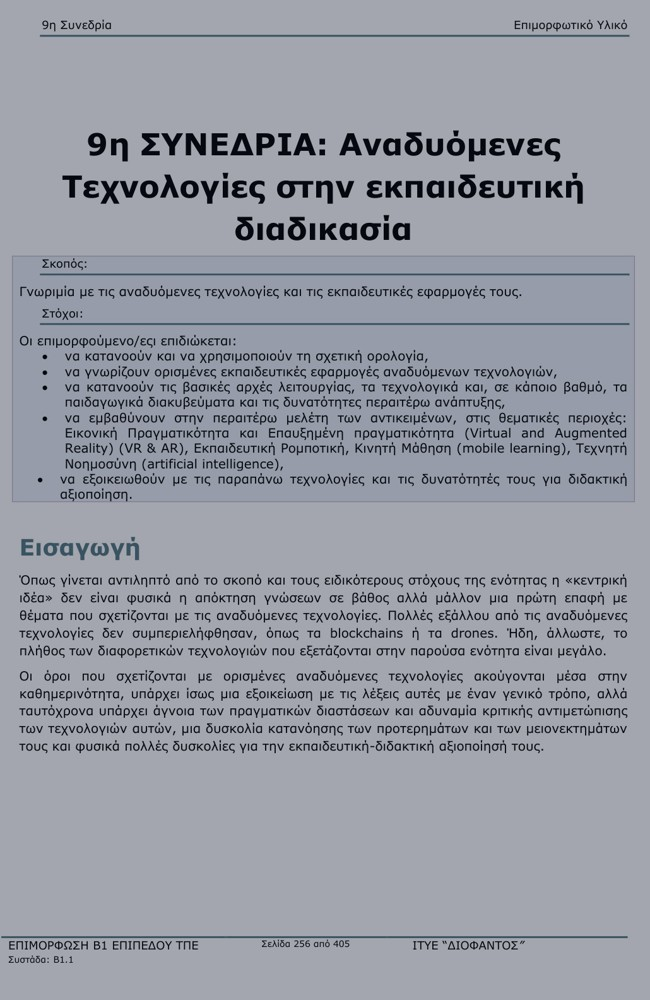 9η Συνεδρία Επιμορφωτικό Υλικό
9η ΣΥΝΕΔΡΙΑ: Αναδυόμενες
Τεχνολογίες στην εκπαιδευτική
διαδικασία
Σκοπός:
Γνωριμία με τις αναδυόμενες τεχνολογίες και τις εκπαιδευτικές εφαρμογές τους.
Στόχοι:
Οι επιμορφούμενο/εςι επιδιώκεται:
• να κατανοούν και να χρησιμοποιούν τη σχετική ορολογία,
• να γνωρίζουν ορισμένες εκπαιδευτικές εφαρμογές αναδυόμενων τεχνολογιών,
• να κατανοούν τις βασικές αρχές λειτουργίας, τα τεχνολογικά και, σε κάποιο βαθμό, τα
παιδαγωγικά διακυβεύματα και τις δυνατότητες περαιτέρω ανάπτυξης,
• να εμβαθύνουν στην περαιτέρω μελέτη των αντικειμένων, στις θεματικές περιοχές:
Εικονική Πραγματικότητα και Επαυξημένη πραγματικότητα (Virtual and Augmented
Reality) (VR & AR), Εκπαιδευτική Ρομποτική, Κινητή Μάθηση (mobile learning), Τεχνητή
Νοημοσύνη (artificial intelligence),
• να εξοικειωθούν με τις παραπάνω τεχνολογίες και τις δυνατότητές τους για διδακτική
αξιοποίηση.
Εισαγωγή
Όπως γίνεται αντιληπτό από το σκοπό και τους ειδικότερους στόχους της ενότητας η «κεντρική
ιδέα» δεν είναι φυσικά η απόκτηση γνώσεων σε βάθος αλλά μάλλον μια πρώτη επαφή με
θέματα που σχετίζονται με τις αναδυόμενες τεχνολογίες. Πολλές εξάλλου από τις αναδυόμενες
τεχνολογίες δεν συμπεριελήφθησαν, όπως τα blockchains ή τα drones. Ήδη, άλλωστε, το
πλήθος των διαφορετικών τεχνολογιών που εξετάζονται στην παρούσα ενότητα είναι μεγάλο.
Οι όροι που σχετίζονται με ορισμένες αναδυόμενες τεχνολογίες ακούγονται μέσα στην
καθημερινότητα, υπάρχει ίσως μια εξοικείωση με τις λέξεις αυτές με έναν γενικό τρόπο, αλλά
ταυτόχρονα υπάρχει άγνοια των πραγματικών διαστάσεων και αδυναμία κριτικής αντιμετώπισης
των τεχνολογιών αυτών, μια δυσκολία κατανόησης των προτερημάτων και των μειονεκτημάτων
τους και φυσικά πολλές δυσκολίες για την εκπαιδευτική-διδακτική αξιοποίησή τους.
ΕΠΙΜΟΡΦΩΣΗ Β1 ΕΠΙΠΕΔΟΥ ΤΠΕ Σελίδα 256 από 405 ΙΤΥΕ “ΔΙΟΦΑΝΤΟΣ”
Συστάδα: Β1.1